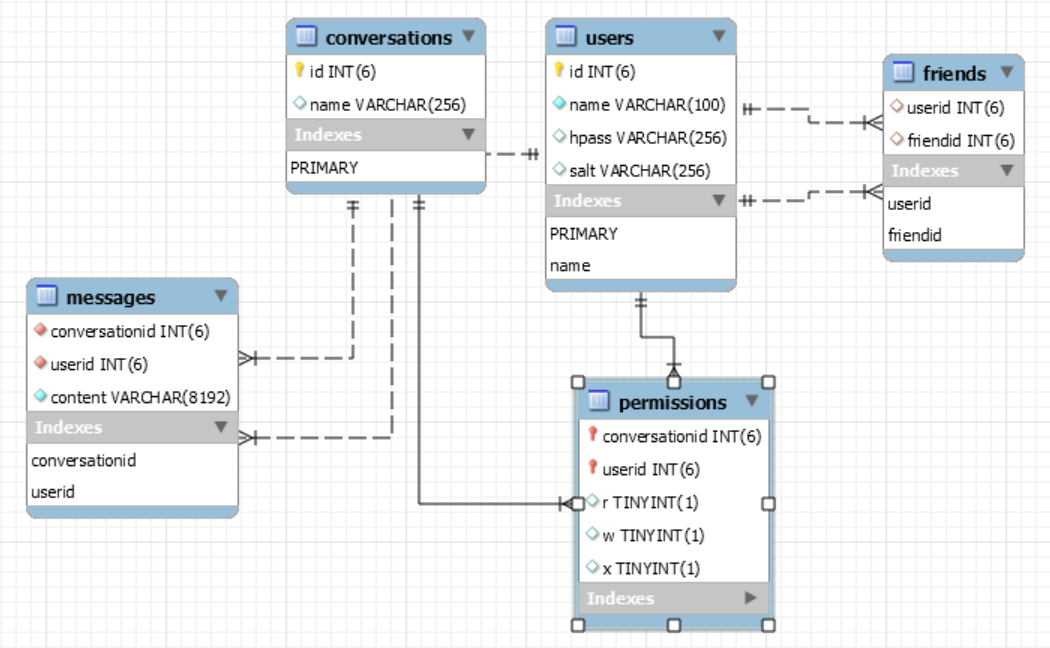 conversations
id INT(6)
name VARCHAR(256)
Indexes
PRIMARY
users
id INT(6)
name VARCHAR(100)
hpass VARCHAR(256)
salt VARCHAR(256)
Indexes
PRIMARY
name
friends
userid INT(6)
friendid INT(6)
Indexes
userid
friendid
messages
conversationid INT(6)
userid INT(6)
content VARCHAR(8192)
Indexes
conversationid
userid
permissions
conversationid INT(6)
userid INT(6)
r TINYINT(1)
w TINYINT(1)
x TINYINT(1)
Indexes